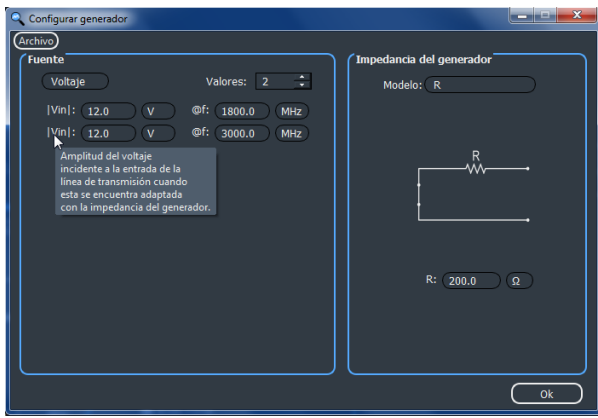 Configurar generador
Archivo
Fuente
Voltaje Valores: 2
|Vin|: 12.0 V @f: 1800.0 MHz
|Vin|: 12.0 V @f: 3000.0 MHz
Amplitud del voltaje
incidente a la entrada de la
línea de transmisión cuando
esta se encuentra adaptada
con la impedancia del generador.
Impedancia del generador
Modelo: R
R
R: 200.0 Ω
Ok